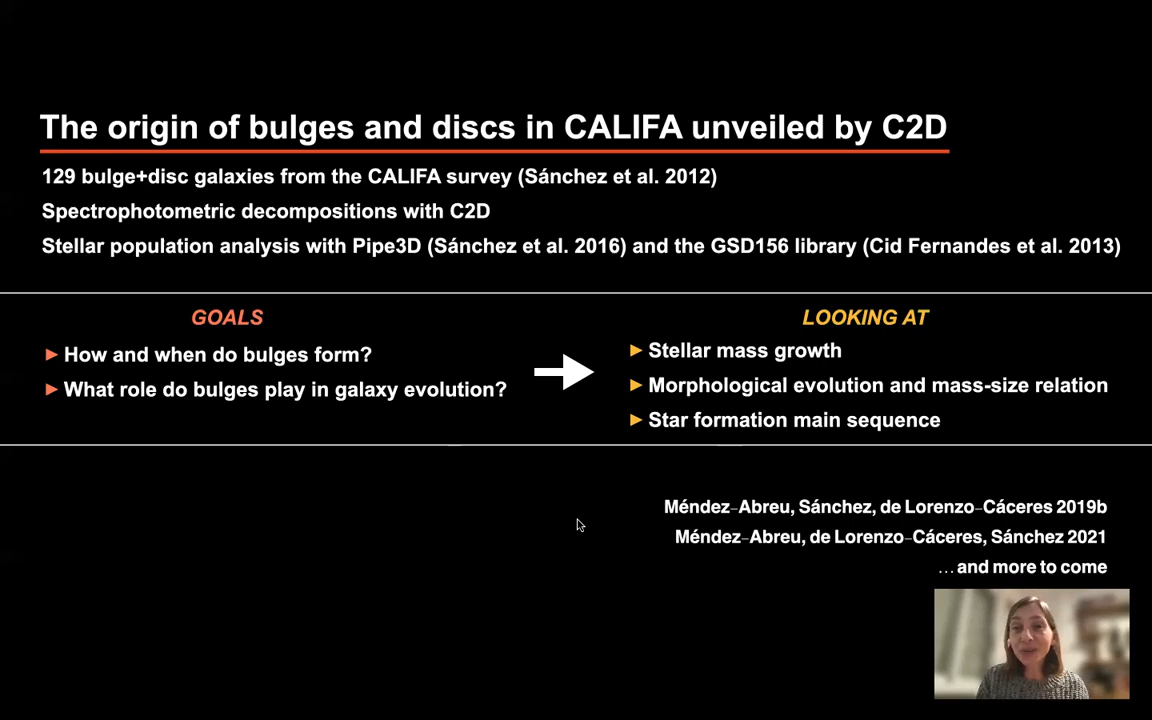 The origin of bulges and discs in CALIFA unveiled by C2D
129 bulge+disc galaxies from the CALIFA survey (Sánchez et al. 2012)
Spectrophotometric decompositions with C2D
Stellar population analysis with Pipe3D (Sánchez et al. 2016) and the GSD156 library (Cid Fernandes et al. 2013)
GOALS
► How and when do bulges form?
► What role do bulges play in galaxy evolution?
LOOKING AT
► Stellar mass growth
► Morphological evolution and mass-size relation
► Star formation main sequence
Méndez-Abreu, Sánchez, de Lorenzo-Cáceres 2019b
Méndez-Abreu, de Lorenzo-Cáceres, Sánchez 2021
…and more to come